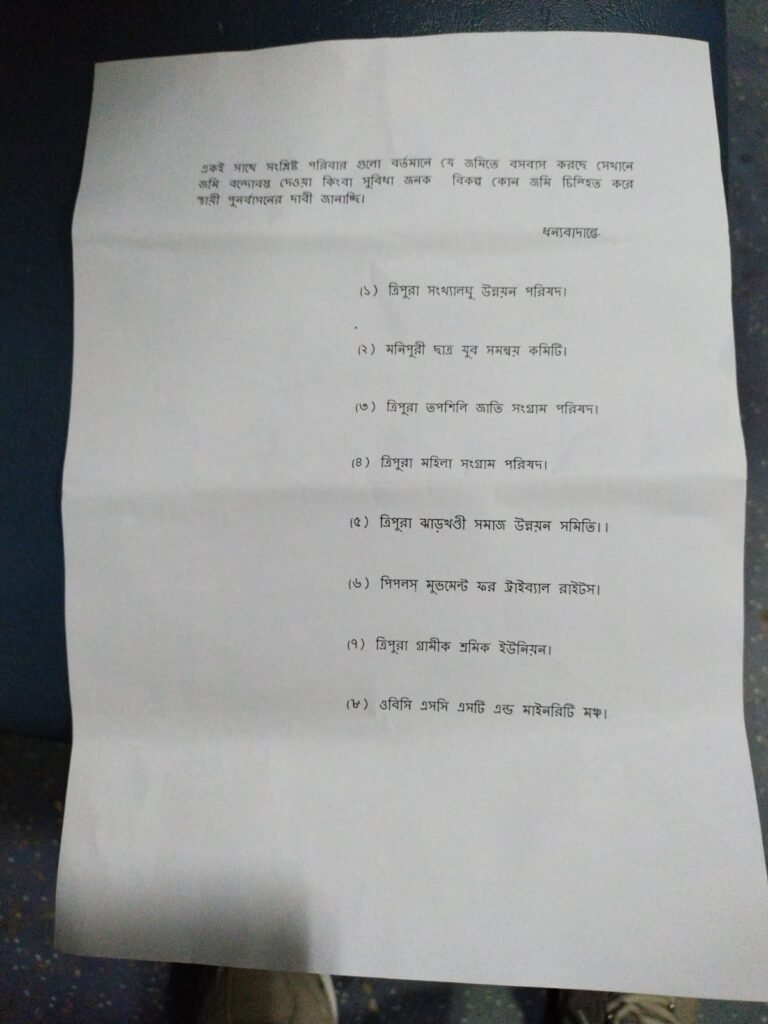 একই সাথে সংশ্লিষ্ট পরিবার গুলো বর্তমানে যে জমিতে বসবাস করছে সেখানে
জমি বন্দোবস্ত দেওয়া কিংবা সুবিধা জনক বিকল্প কোন জমি চিহ্নিত করে
স্থায়ী পুনর্বাসনের দাবী জানাচ্ছি।
ধন্যবাদান্তে
(১) ত্রিপুরা সংখ্যালঘু উন্নয়ন পরিষদ।
(২) মনিপুরী ছাত্র যুব সমন্বয় কমিটি।
(৩) ত্রিপুরা তপশিলি জাতি সংগ্রাম পরিষদ।
(৪) ত্রিপুরা মহিলা সংগ্রাম পরিষদ।
(৫) ত্রিপুরা ঝাড়খণ্ডী সমাজ উন্নয়ন সমিতি।।
(৬) পিপলস্ মুভমেন্ট ফর ট্রাইব্যাল রাইটস।
(৭) ত্রিপুরা গ্রামীক শ্রমিক ইউনিয়ন।
(৮) ওবিসি এসসি এসটি এন্ড মাইনরিটি মঞ্চ।